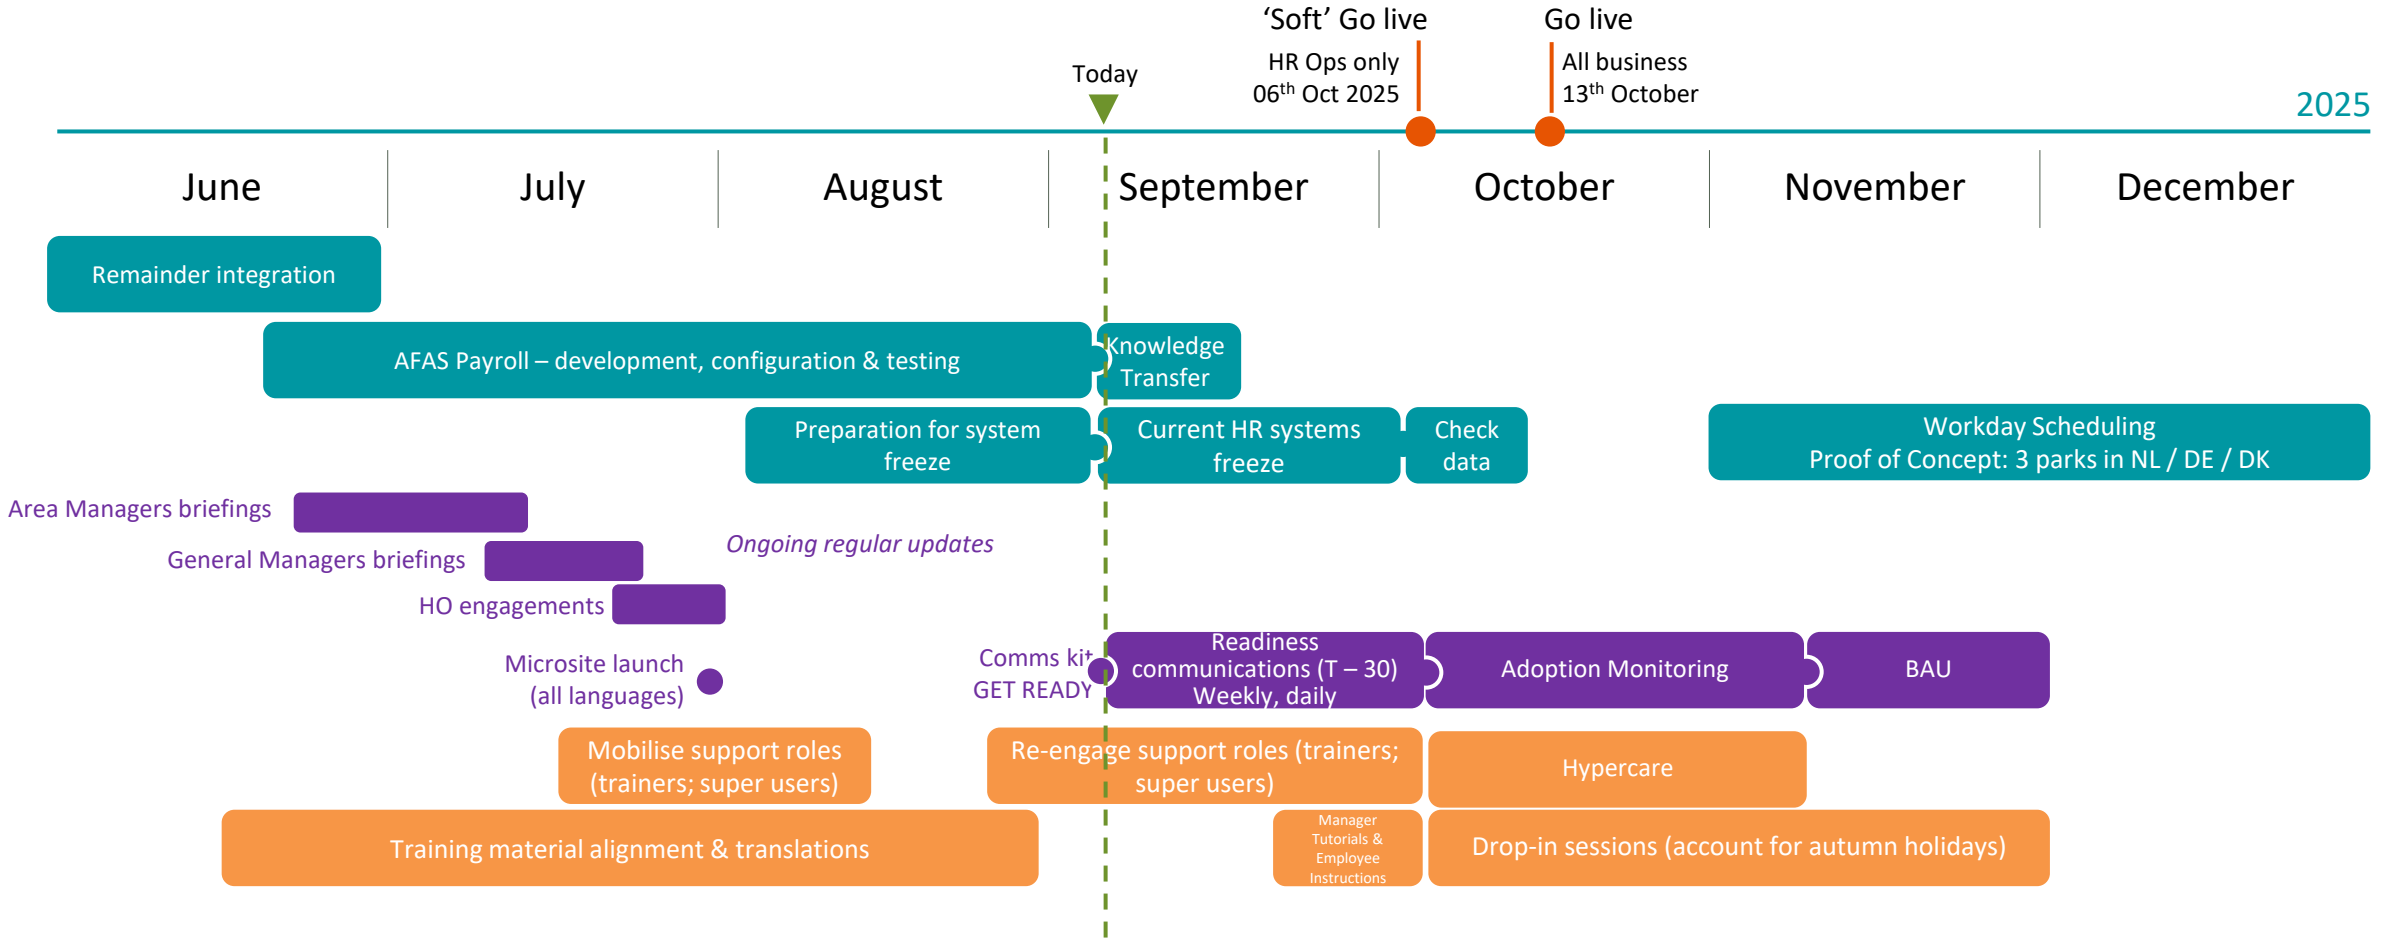 ‘Soft’ Go live
HR Ops only
06th Oct 2025
Go live
All business
13th October
Today
2025
June
July
August
September
October
November
December
Remainder integration
AFAS Payroll – development, configuration & testing
Knowledge
Transfer
Preparation for system
freeze
Current HR systems
freeze
Check
data
Workday Scheduling
Proof of Concept: 3 parks in NL / DE / DK
Area Managers briefings
General Managers briefings
Ongoing regular updates
HO engagements
Microsite launch
(all languages)
Comms kit
GET READY
Readiness
communications (T – 30)
Weekly, daily
Adoption Monitoring
BAU
Mobilise support roles
(trainers; super users)
Re-engage support roles (trainers;
super users)
Hypercare
Training material alignment & translations
Manager
Tutorials &
Employee
Instructions
Drop-in sessions (account for autumn holidays)